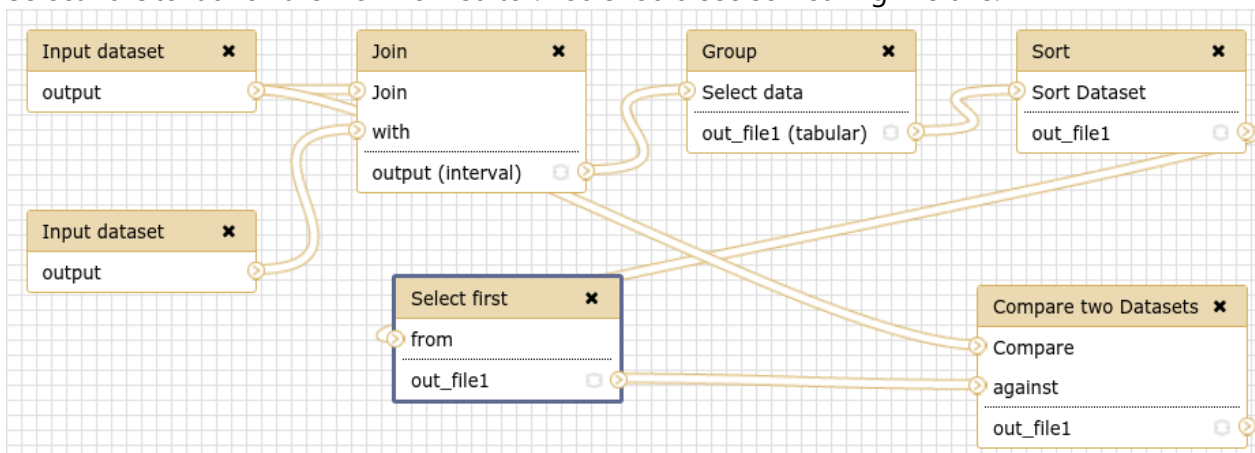 Input dataset
output
Join
Join
with
output (interval)
Group
Select data
out_file1 (tabular)
Sort
Sort Dataset
out_file1
Input dataset
output
Select first
from
out_file1
Compare two Datasets
Compare
against
out_file1